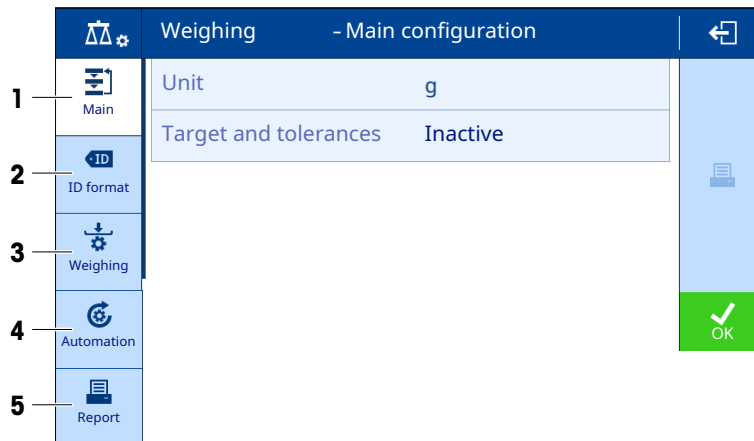 Weighing – Main configuration
1
Main
Unit g
Target and tolerances Inactive
2
ID
ID format
3
Weighing
4
Automation
OK
5
Report